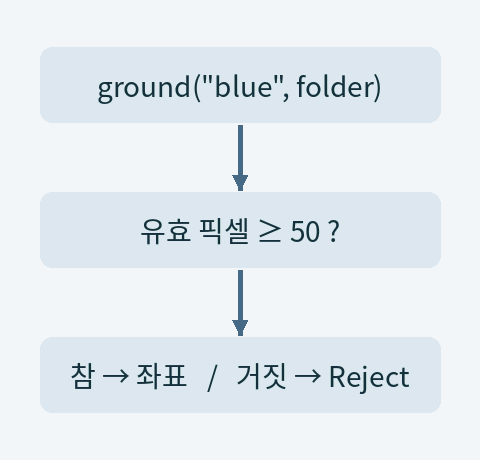 ground("blue", folder)
유효 픽셀 ≥ 50 ?
참 → 좌표 / 거짓 → Reject